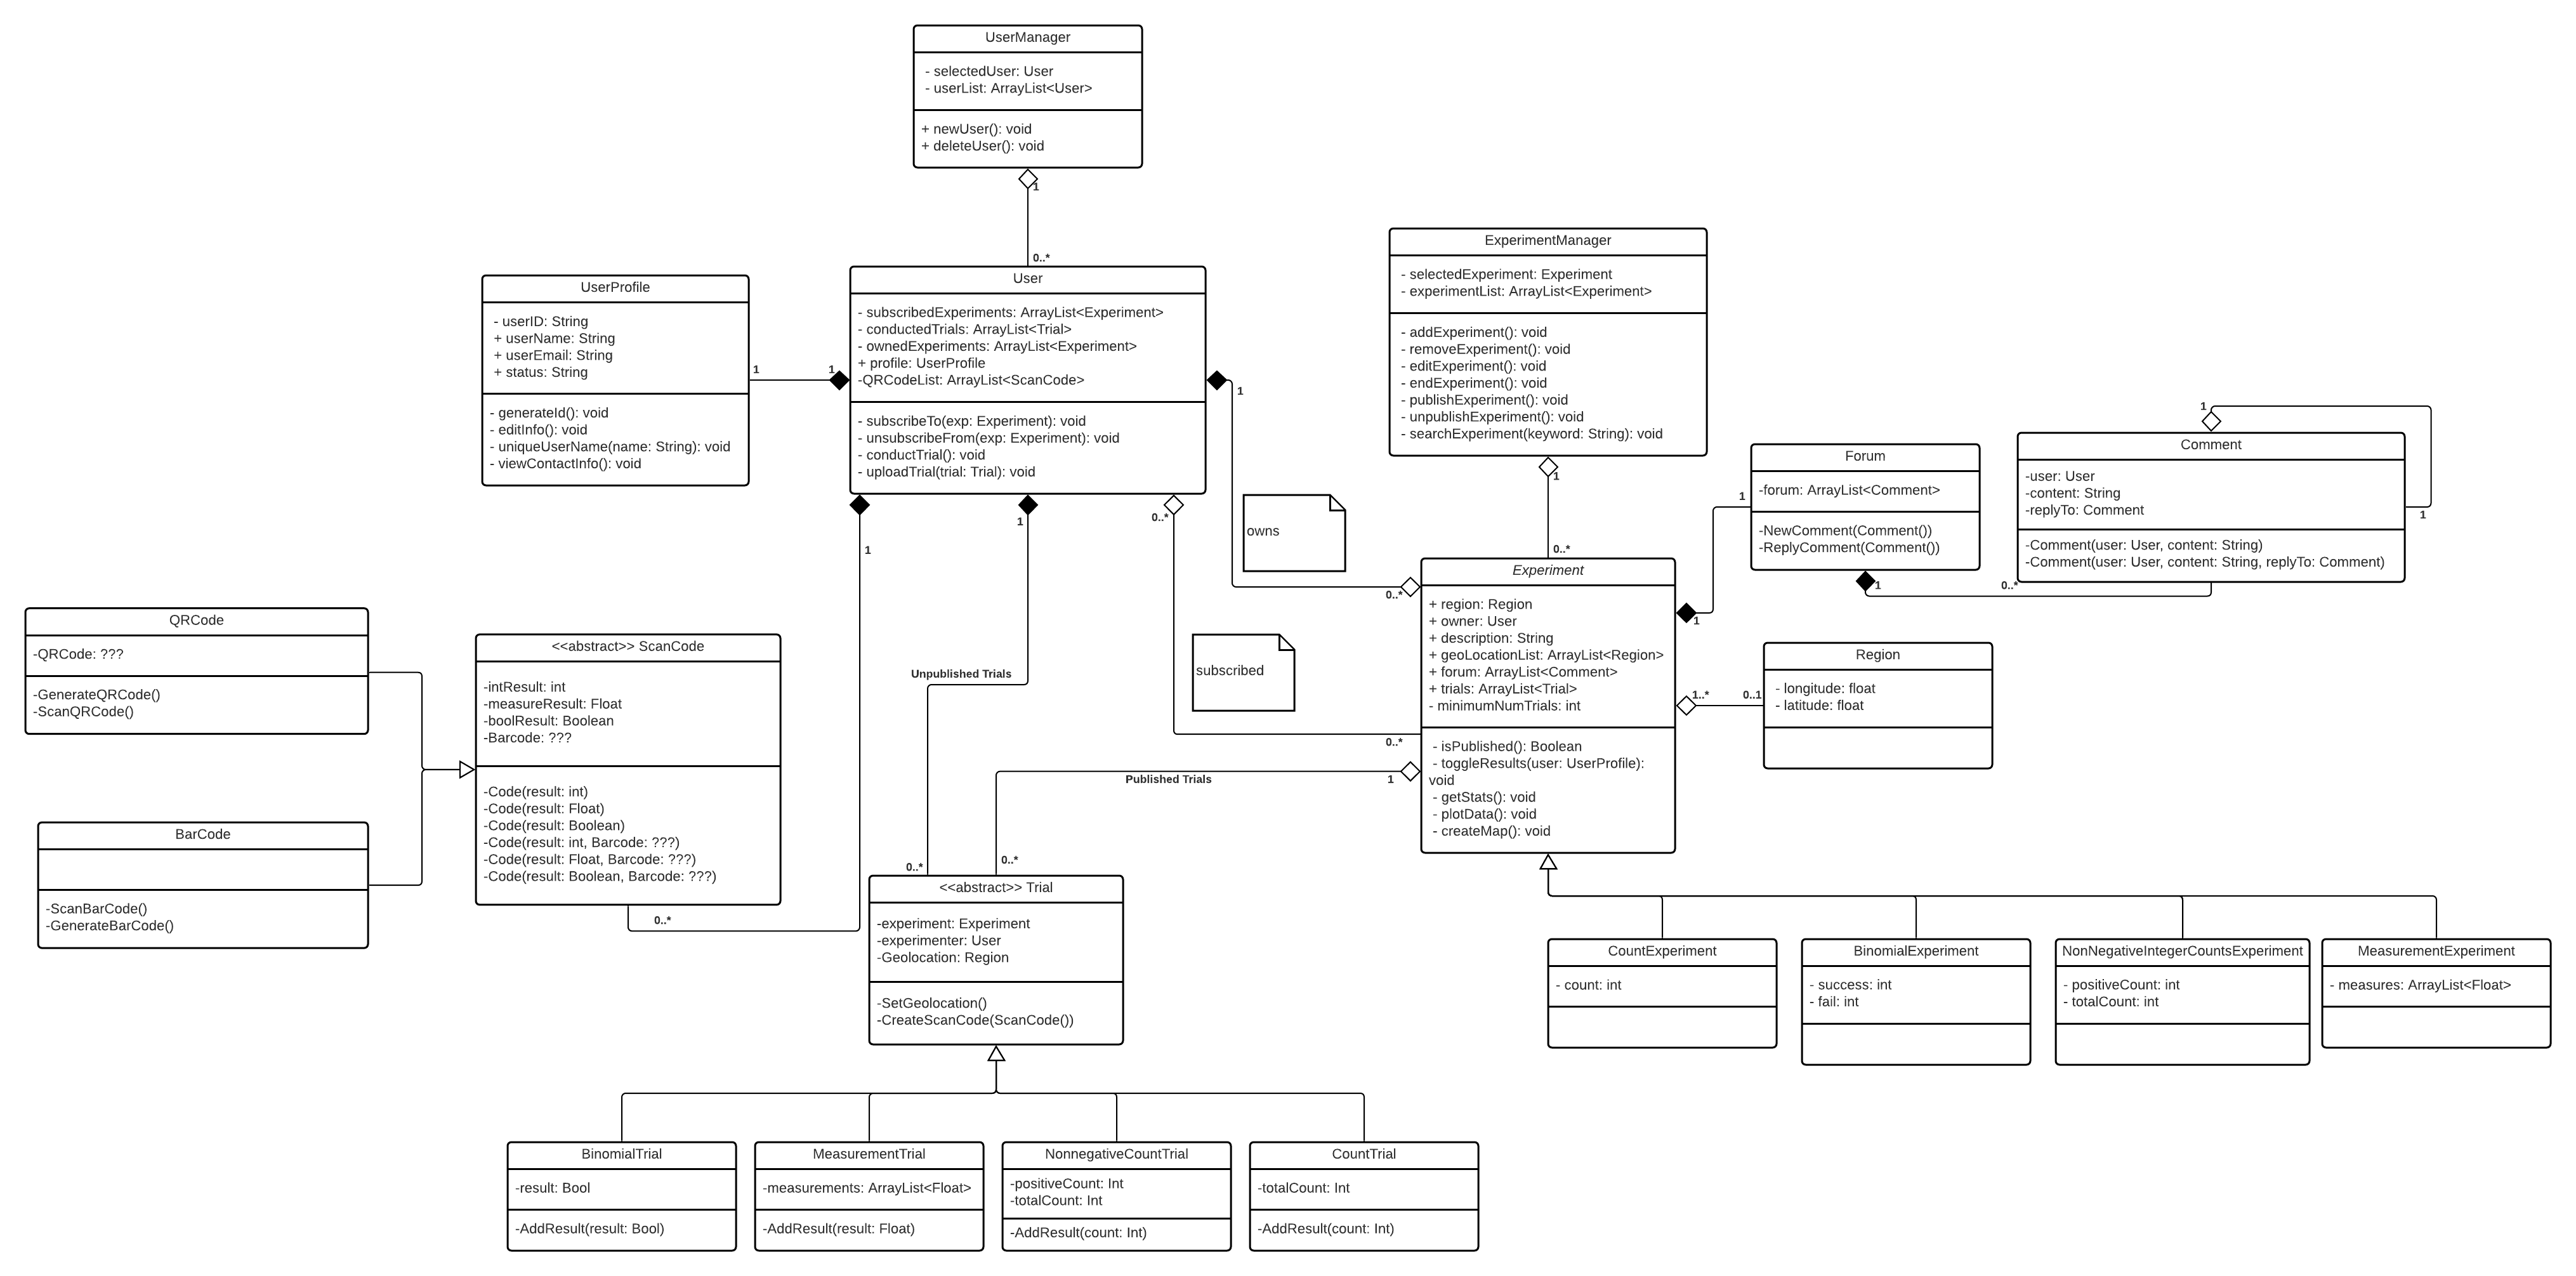 UserManager
- selectedUser: User
- userList: ArrayList<User>
+ newUser(): void
+ deleteUser(): void
1
0..*
UserProfile
- userID: String
+ userName: String
+ userEmail: String
+ status: String
- generateId(): void
- editInfo(): void
- uniqueUserName(name: String): void
- viewContactInfo(): void
1
1
User
- subscribedExperiments: ArrayList<Experiment>
- conductedTrials: ArrayList<Trial>
- ownedExperiments: ArrayList<Experiment>
+ profile: UserProfile
-QRCodeList: ArrayList<ScanCode>
- subscribeTo(exp: Experiment): void
- unsubscribeFrom(exp: Experiment): void
- conductTrial(): void
- uploadTrial(trial: Trial): void
1
1
1
0..*
owns
0..*
subscribed
0..*
ExperimentManager
- selectedExperiment: Experiment
- experimentList: ArrayList<Experiment>
- addExperiment(): void
- removeExperiment(): void
- editExperiment(): void
- endExperiment(): void
- publishExperiment(): void
- unpublishExperiment(): void
- searchExperiment(keyword: String): void
1
0..*
Forum
-forum: ArrayList<Comment>
-NewComment(Comment())
-ReplyComment(Comment())
1
1
1
0..*
Comment
-user: User
-content: String
-replyTo: Comment
-Comment(user: User, content: String)
-Comment(user: User, content: String, replyTo: Comment)
1
1
Experiment
+ region: Region
+ owner: User
+ description: String
+ geoLocationList: ArrayList<Region>
+ forum: ArrayList<Comment>
+ trials: ArrayList<Trial>
- minimumNumTrials: int
- isPublished(): Boolean
- toggleResults(user: UserProfile):
void
- getStats(): void
- plotData(): void
- createMap(): void
1..*
0..1
Region
- longitude: float
- latitude: float
QRCode
-QRCode: ???
-GenerateQRCode()
-ScanQRCode()
BarCode
-ScanBarCode()
-GenerateBarCode()
<<abstract>> ScanCode
-intResult: int
-measureResult: Float
-boolResult: Boolean
-Barcode: ???
-Code(result: int)
-Code(result: Float)
-Code(result: Boolean)
-Code(result: int, Barcode: ???)
-Code(result: Float, Barcode: ???)
-Code(result: Boolean, Barcode: ???)
0..*
Unpublished Trials
0..*
Published Trials
1
0..*
<<abstract>> Trial
-experiment: Experiment
-experimenter: User
-Geolocation: Region
-SetGeolocation()
-CreateScanCode(ScanCode())
CountExperiment
- count: int
BinomialExperiment
- success: int
- fail: int
NonNegativeIntegerCountsExperiment
- positiveCount: int
- totalCount: int
MeasurementExperiment
- measures: ArrayList<Float>
BinomialTrial
-result: Bool
-AddResult(result: Bool)
MeasurementTrial
-measurements: ArrayList<Float>
-AddResult(result: Float)
NonnegativeCountTrial
-positiveCount: Int
-totalCount: Int
-AddResult(count: Int)
CountTrial
-totalCount: Int
-AddResult(count: Int)